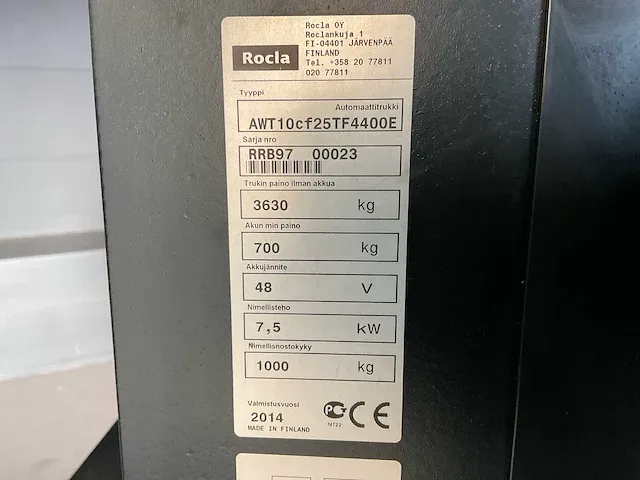 Rocla
Rocla OY
Roclankuja 1
FI-04401 JÄRVENPÄÄ
FINLAND
Tel. +358 20 77811
020 77811
Tyyppi
Automaattitrukki
AWT10cf25TF4400E
Sarja nro
RRB97 00023
Trukin paino ilman akkua
3630 kg
Akun min paino
700 kg
Akkujännite
48 V
Nimellisteho
7,5 kW
Nimellisnostokyky
1000 kg
Valmistusvuosi
2014
MADE IN FINLAND
PG
CE